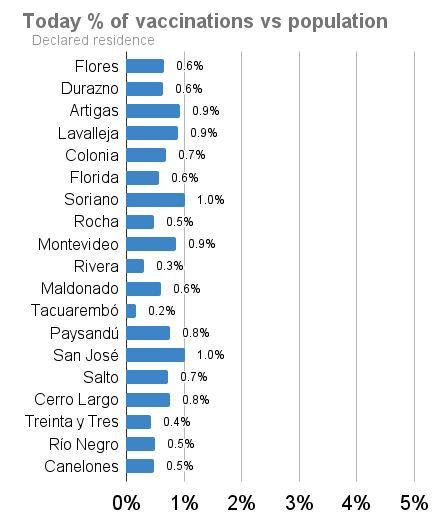 Today % of vaccinations vs population
Declared residence
Flores 0.6%
Durazno 0.6%
Artigas 0.9%
Lavalleja 0.9%
Colonia 0.7%
Florida 0.6%
Soriano 1.0%
Rocha 0.5%
Montevideo 0.9%
Rivera 0.3%
Maldonado 0.6%
Tacuarembó 0.2%
Paysandú 0.8%
San José 1.0%
Salto 0.7%
Cerro Largo 0.8%
Treinta y Tres 0.4%
Río Negro 0.5%
Canelones 0.5%
0% 1% 2% 3% 4% 5%